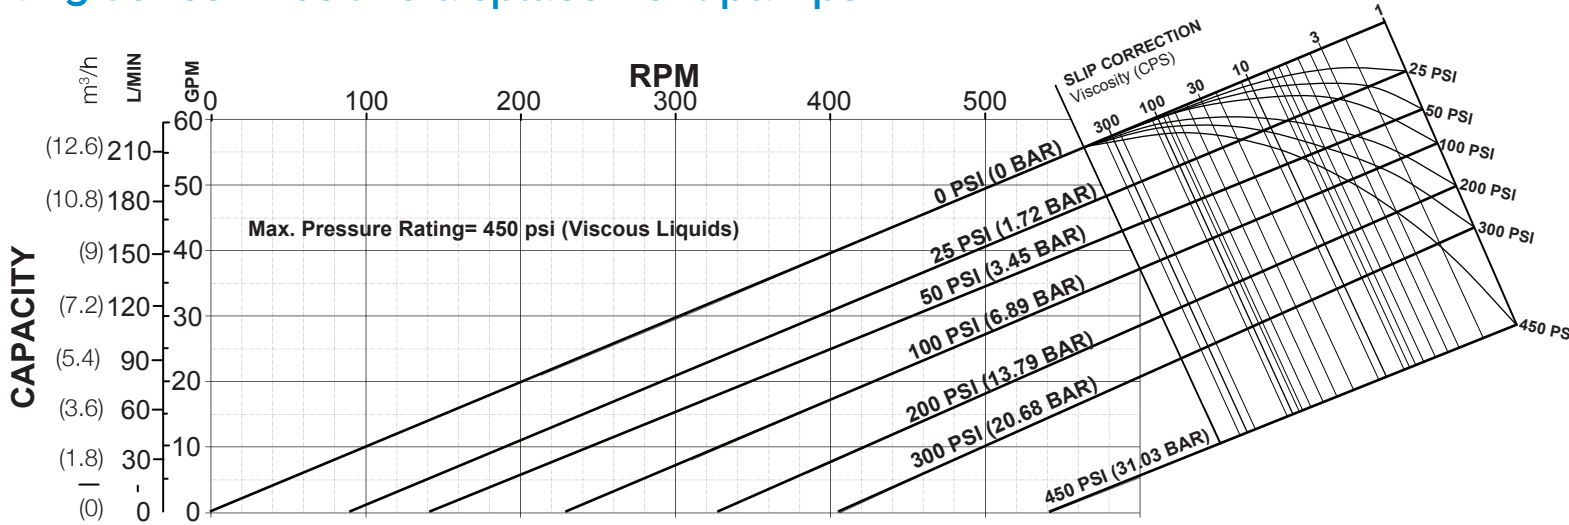 RPM
SLIP CORRECTION
Viscosity (CPS)
m³/h
L/MIN
GPM
0 100 200 300 400 500
300 100 30 10 3 1
CAPACITY
60
(12.6) 210
(10.8) 180 50
(9) 150 40
(7.2) 120 30
(5.4) 90 20
(3.6) 60
(1.8) 30 10
(0) 0 0
Max. Pressure Rating= 450 psi (Viscous Liquids)
0 PSI (0 BAR)
25 PSI (1.72 BAR)
50 PSI (3.45 BAR)
100 PSI (6.89 BAR)
200 PSI (13.79 BAR)
300 PSI (20.68 BAR)
450 PSI (31.03 BAR)
25 PSI
50 PSI
100 PSI
200 PSI
300 PSI
450 PS